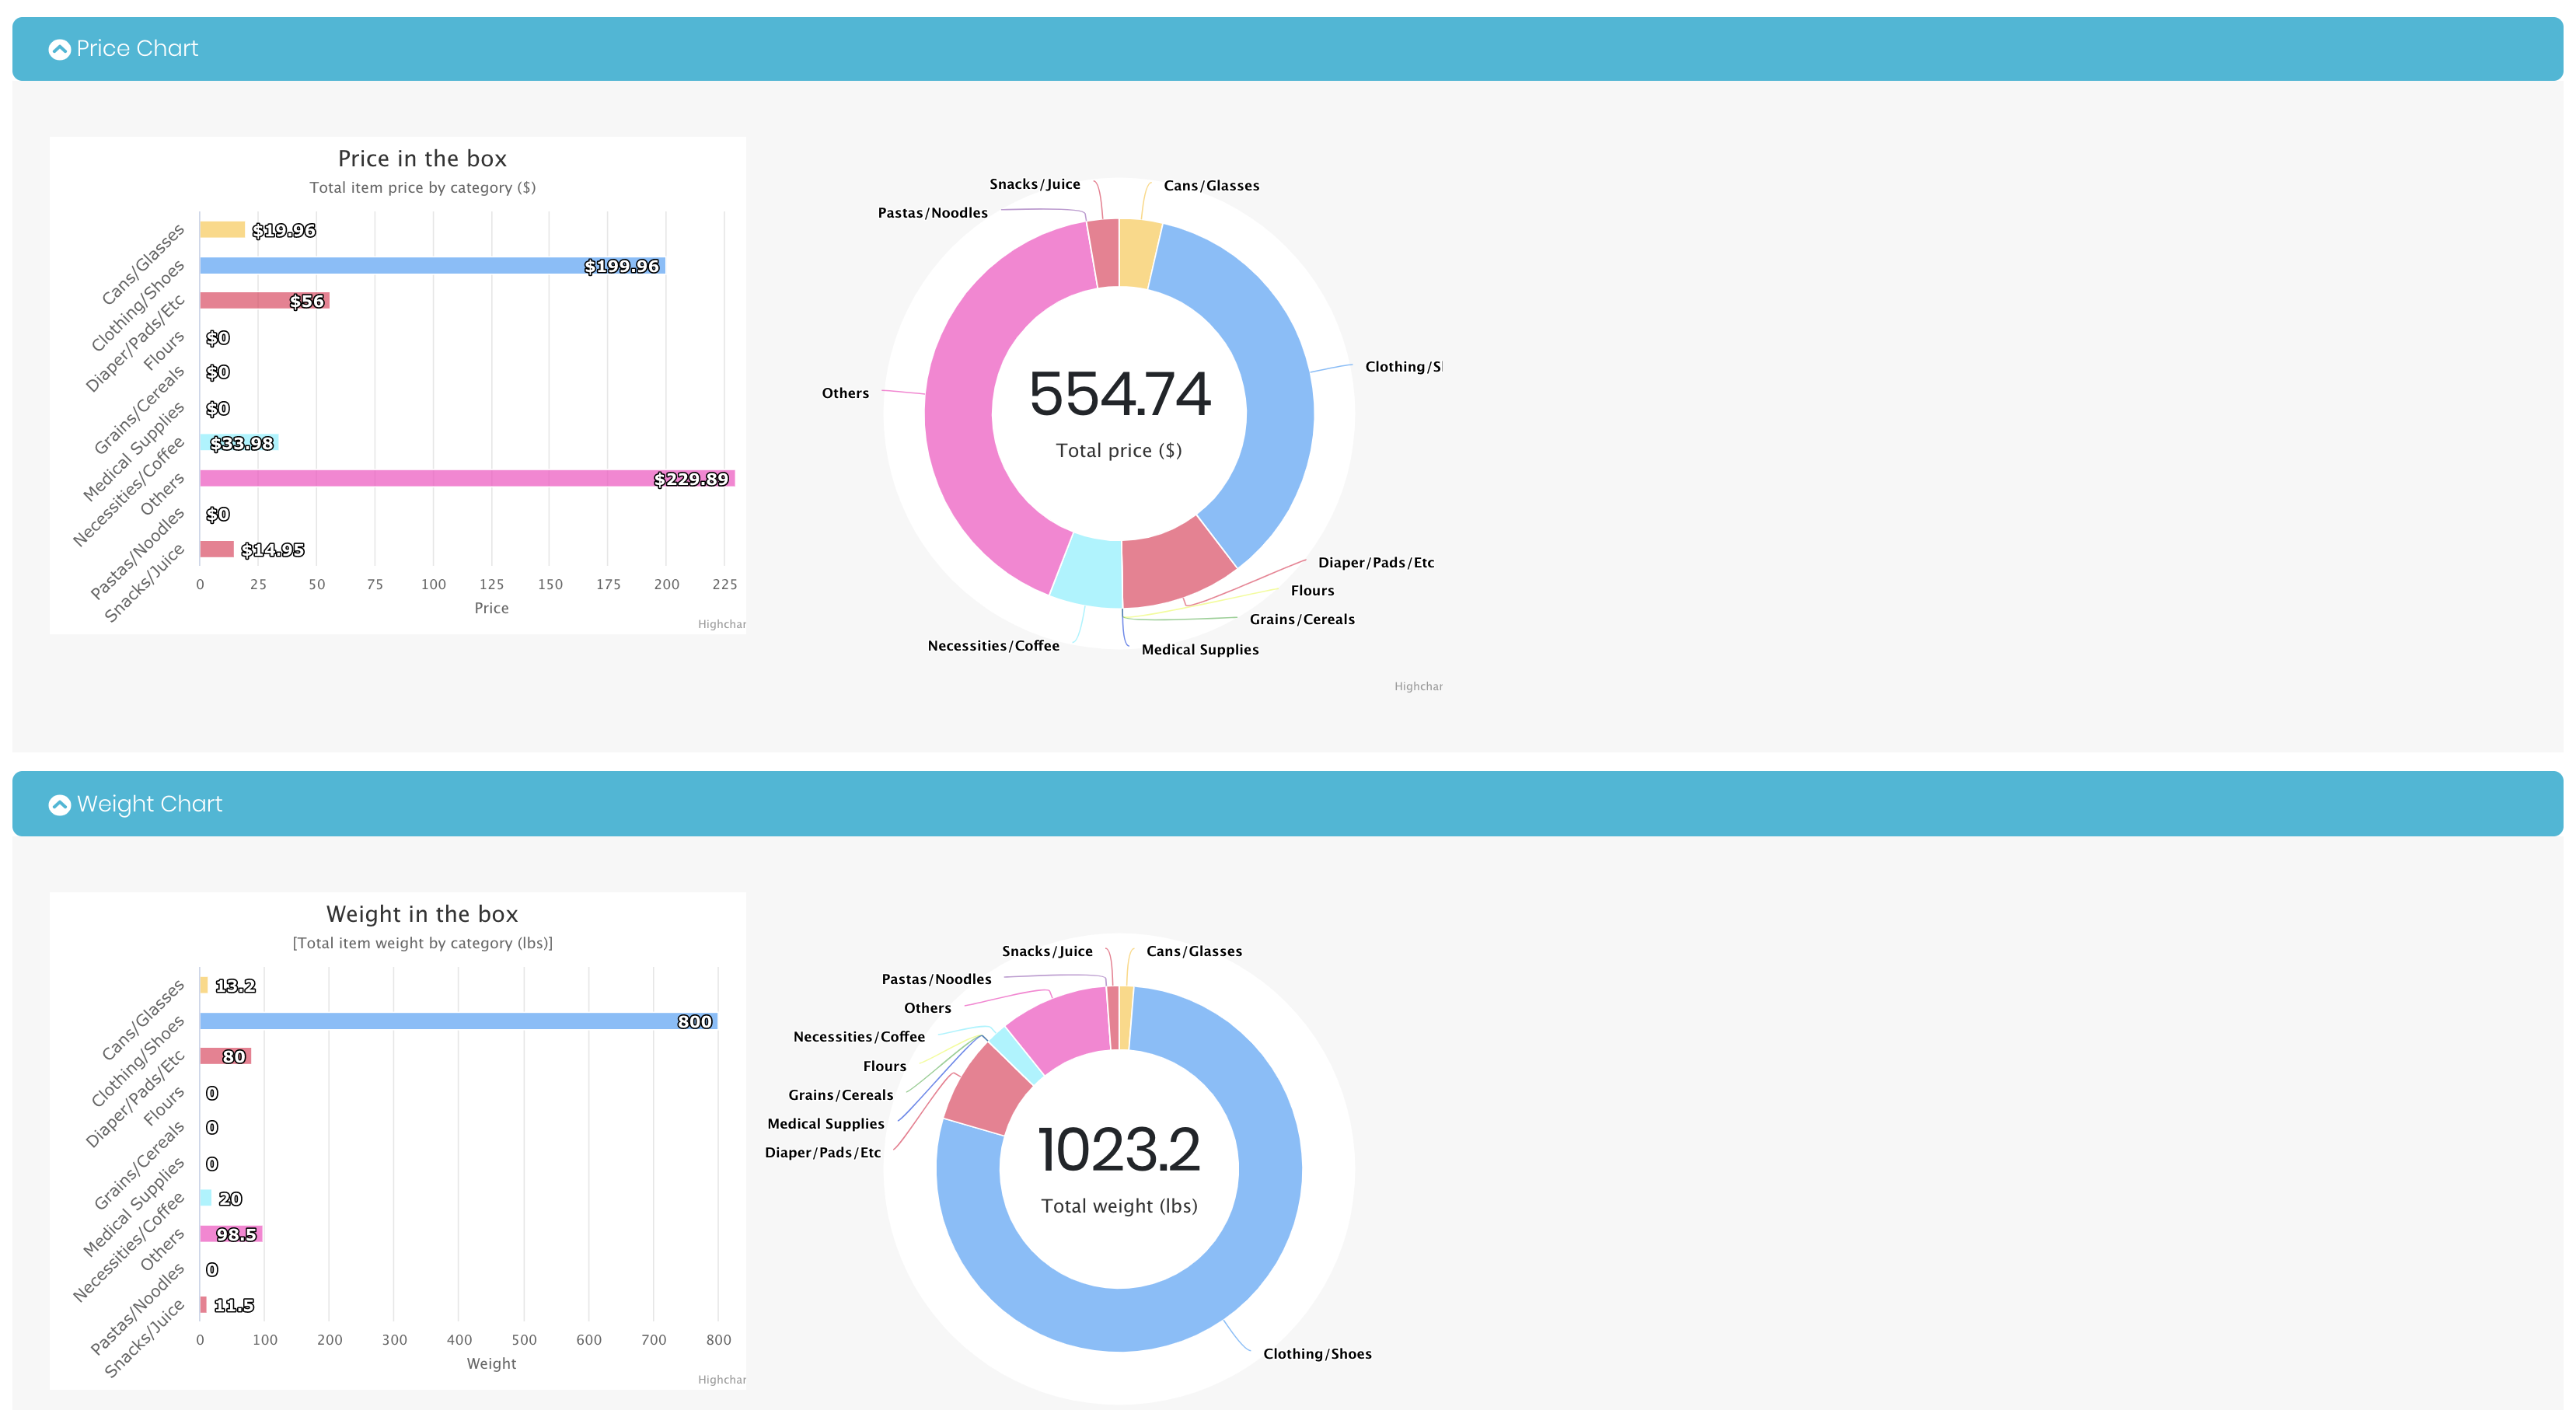 Price Chart
Price in the box
Total item price by category ($)
Cans/Glasses
$19.96
Clothing/Shoes
$199.96
Diaper/Pads/Etc
$56
Flours
$0
Grains/Cereals
$0
Medical Supplies
$0
Necessities/Coffee
$33.98
Others
$229.89
Pastas/Noodles
$0
Snacks/Juice
$14.95
0 25 50 75 100 125 150 175 200 225
Price
Highchar
Snacks/Juice
Cans/Glasses
Pastas/Noodles
Clothing/S
Others
554.74
Total price ($)
Diaper/Pads/Etc
Flours
Grains/Cereals
Necessities/Coffee
Medical Supplies
Highchar
Weight Chart
Weight in the box
[Total item weight by category (lbs)]
Cans/Glasses
13.2
Clothing/Shoes
800
Diaper/Pads/Etc
80
Flours
0
Grains/Cereals
0
Medical Supplies
0
Necessities/Coffee
20
Others
98.5
Pastas/Noodles
0
Snacks/Juice
11.5
0 100 200 300 400 500 600 700 800
Weight
Highchar
Snacks/Juice
Cans/Glasses
Pastas/Noodles
Others
Necessities/Coffee
Flours
Grains/Cereals
Medical Supplies
Diaper/Pads/Etc
1023.2
Total weight (lbs)
Clothing/Shoes